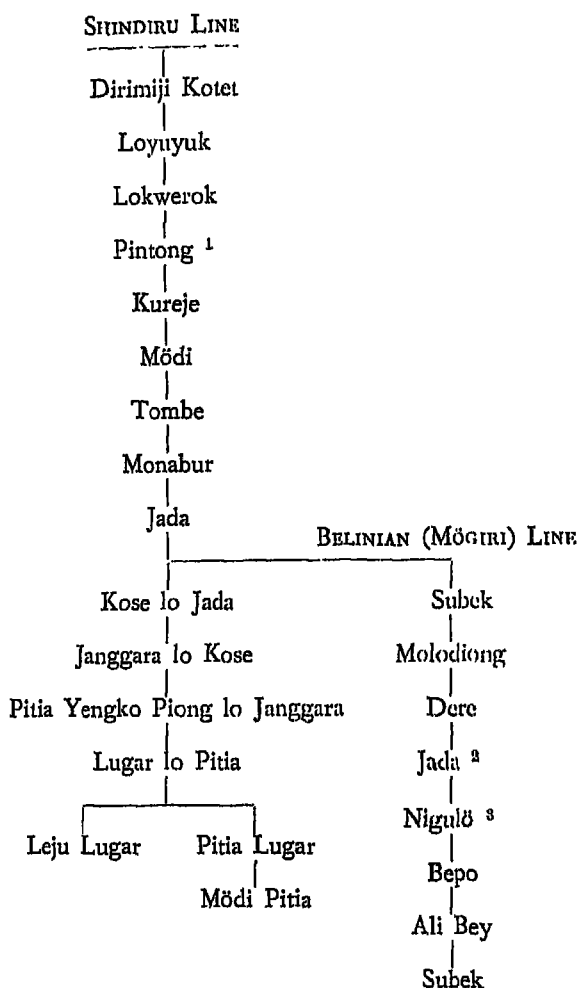 SHINDIRU LINE
Dirimiji Kotet
Loyuyuk
Lokwerok
Pintong ¹
Kureje
Mödi
Tombe
Monabur
Jada
BELINIAN (MÖGIRI) LINE
Kose lo Jada Subek
Janggara lo Kose Molodiong
Pitia Yengko Piong lo Janggara Dere
Lugar lo Pitia Jada ²
Nigulö ³
Leju Lugar Pitia Lugar
Bepo
Mödi Pitia
Ali Bey
Subek